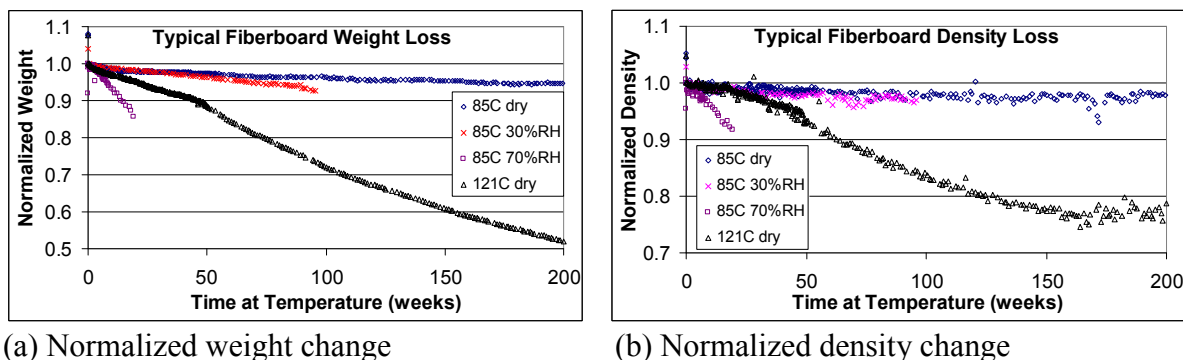 Typical Fiberboard Weight Loss
Normalized Weight
1.1
1.0
0.9
0.8
0.7
0.6
0.5
85C dry
85C 30%RH
85C 70%RH
121C dry
0 50 100 150 200
Time at Temperature (weeks)
(a) Normalized weight change
Typical Fiberboard Density Loss
Normalized Density
1.1
1.0
0.9
0.8
0.7
85C dry
85C 30%RH
85C 70%RH
121C dry
0 50 100 150 200
Time at Temperature (weeks)
(b) Normalized density change